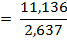 = 11,136 / 2,637